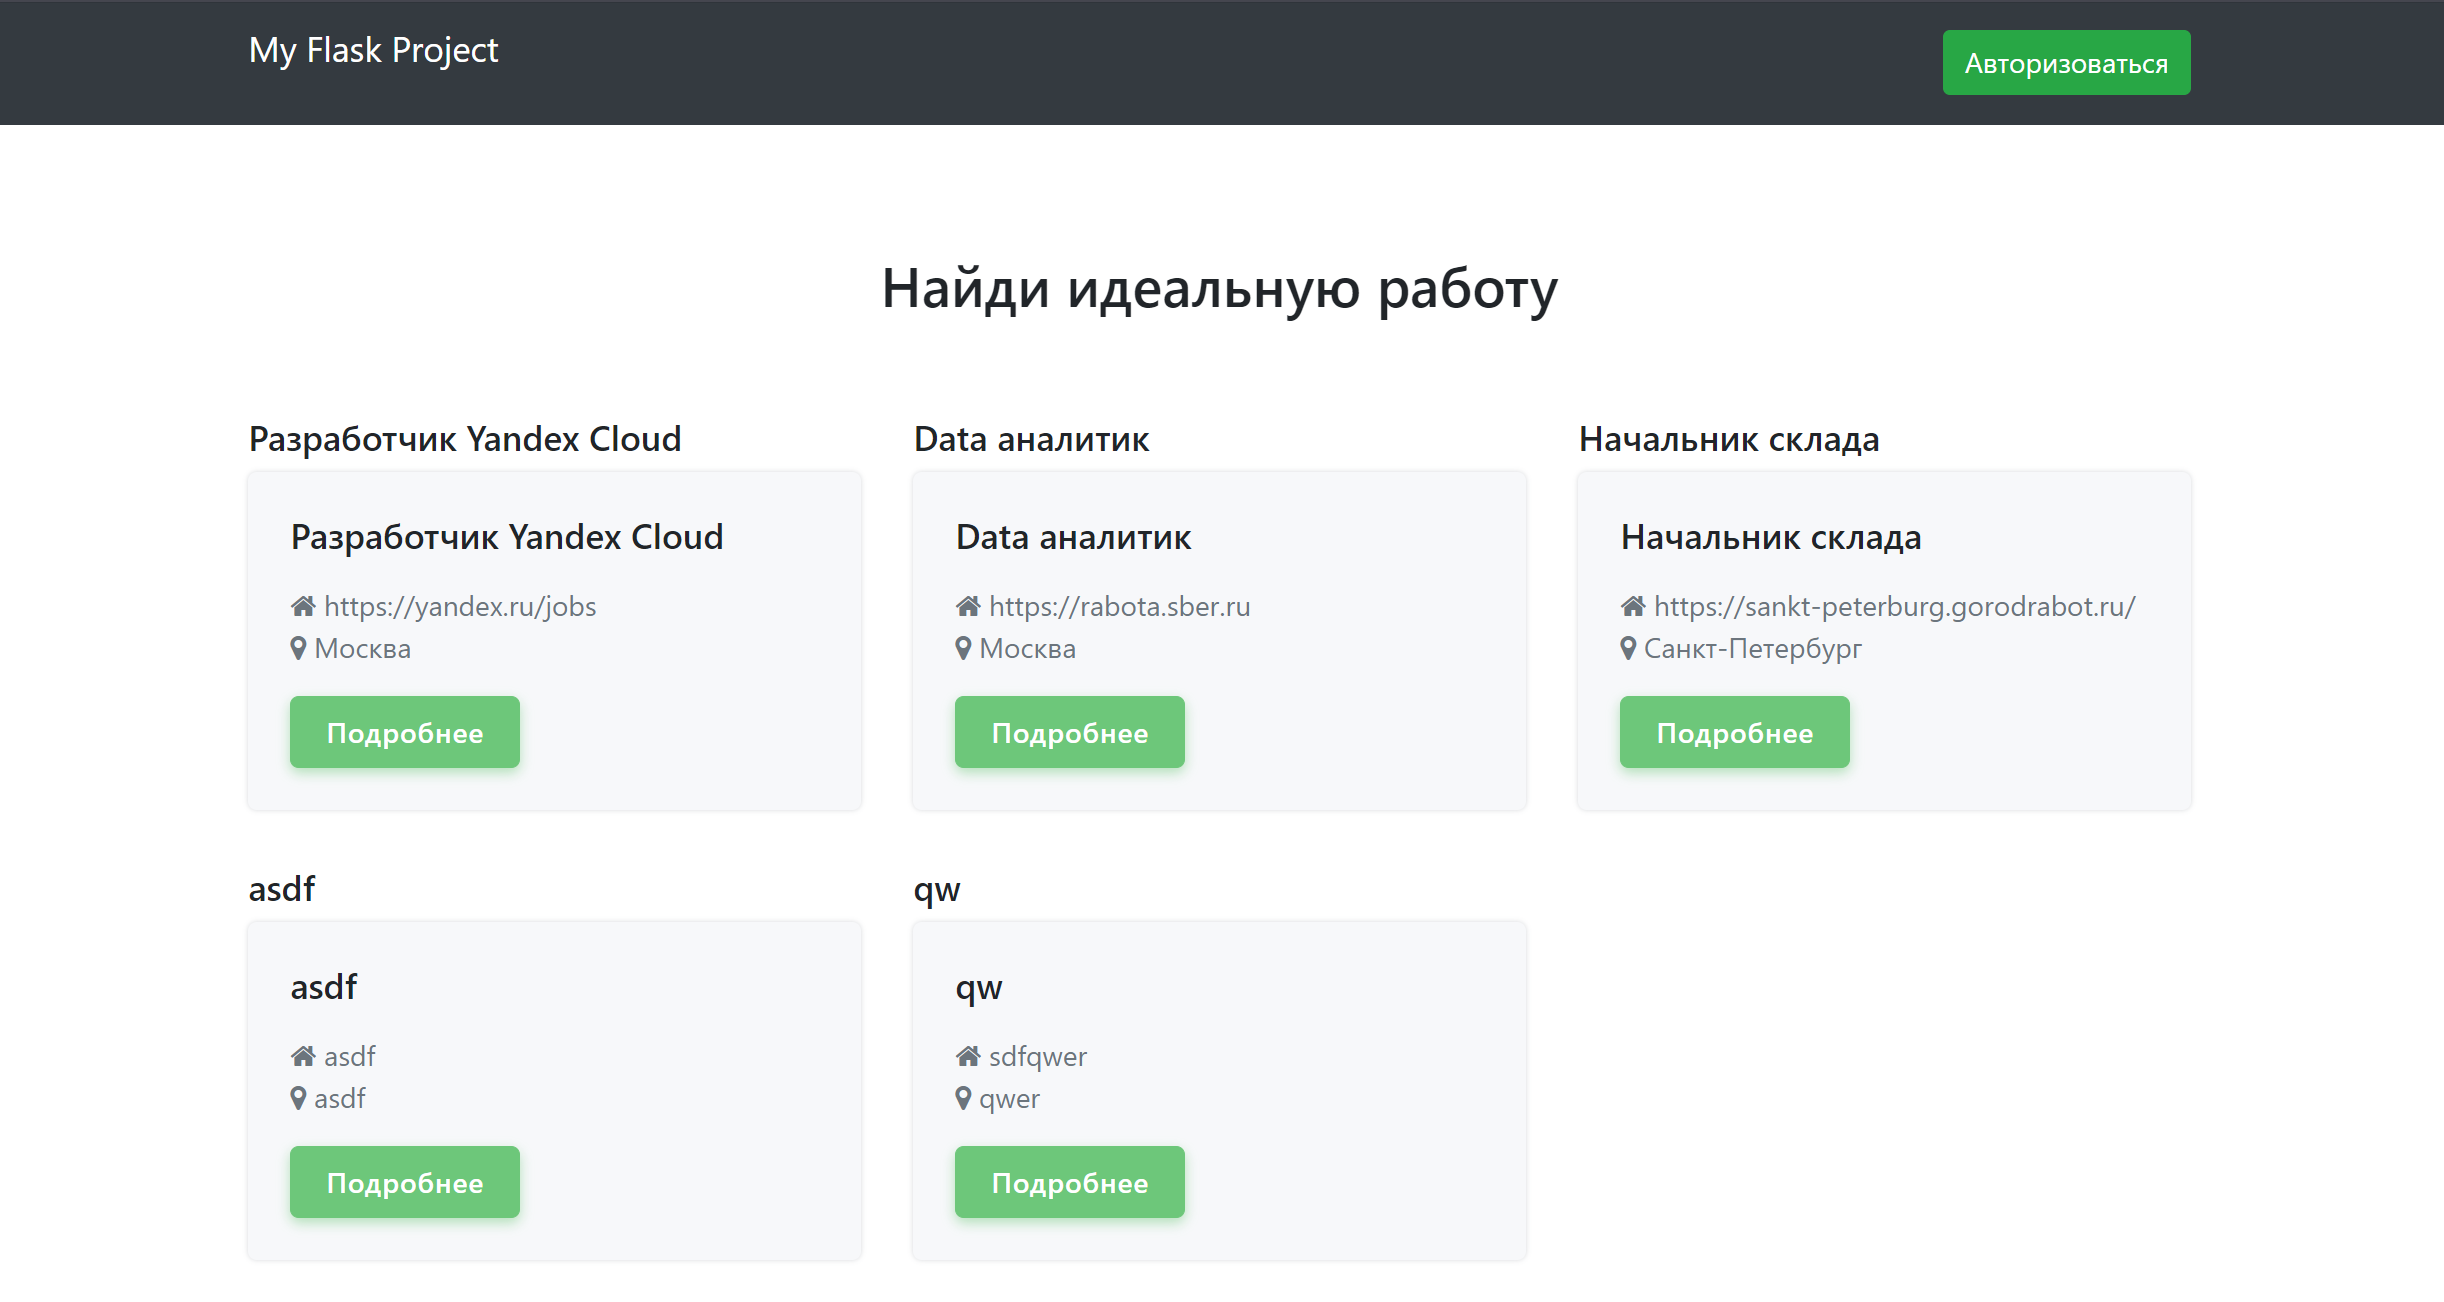 My Flask Project
Авторизоваться
Найди идеальную работу
Разработчик Yandex Cloud
Разработчик Yandex Cloud
https://yandex.ru/jobs
Москва
Подробнее
Data аналитик
Data аналитик
https://rabota.sber.ru
Москва
Подробнее
Начальник склада
Начальник склада
https://sankt-peterburg.gorodrabot.ru/
Санкт-Петербург
Подробнее
asdf
asdf
asdf
asdf
Подробнее
qw
qw
sdfqwer
qwer
Подробнее